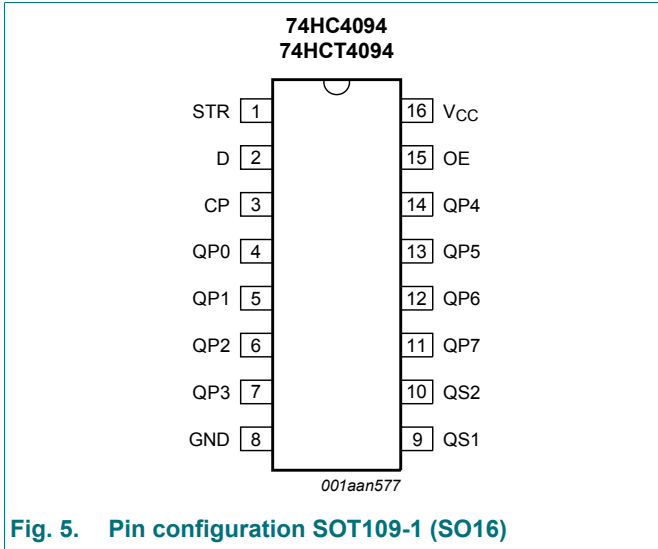 74HC4094
74HCT4094
STR 1 16 VCC
D 2 15 OE
CP 3 14 QP4
QP0 4 13 QP5
QP1 5 12 QP6
QP2 6 11 QP7
QP3 7 10 QS2
GND 8 9 QS1
001aan577
Fig. 5. Pin configuration SOT109-1 (SO16)